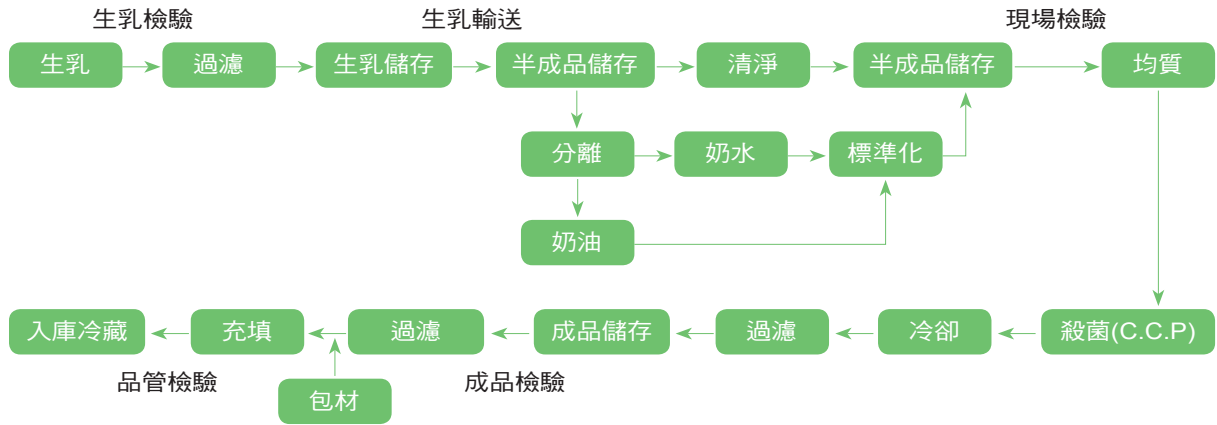 生乳檢驗
生乳輸送
現場檢驗
生乳
過濾
生乳儲存
半成品儲存
清淨
半成品儲存
均質
分離
奶水
標準化
奶油
入庫冷藏
充填
過濾
成品儲存
過濾
冷卻
殺菌(C.C.P)
品管檢驗
成品檢驗
包材